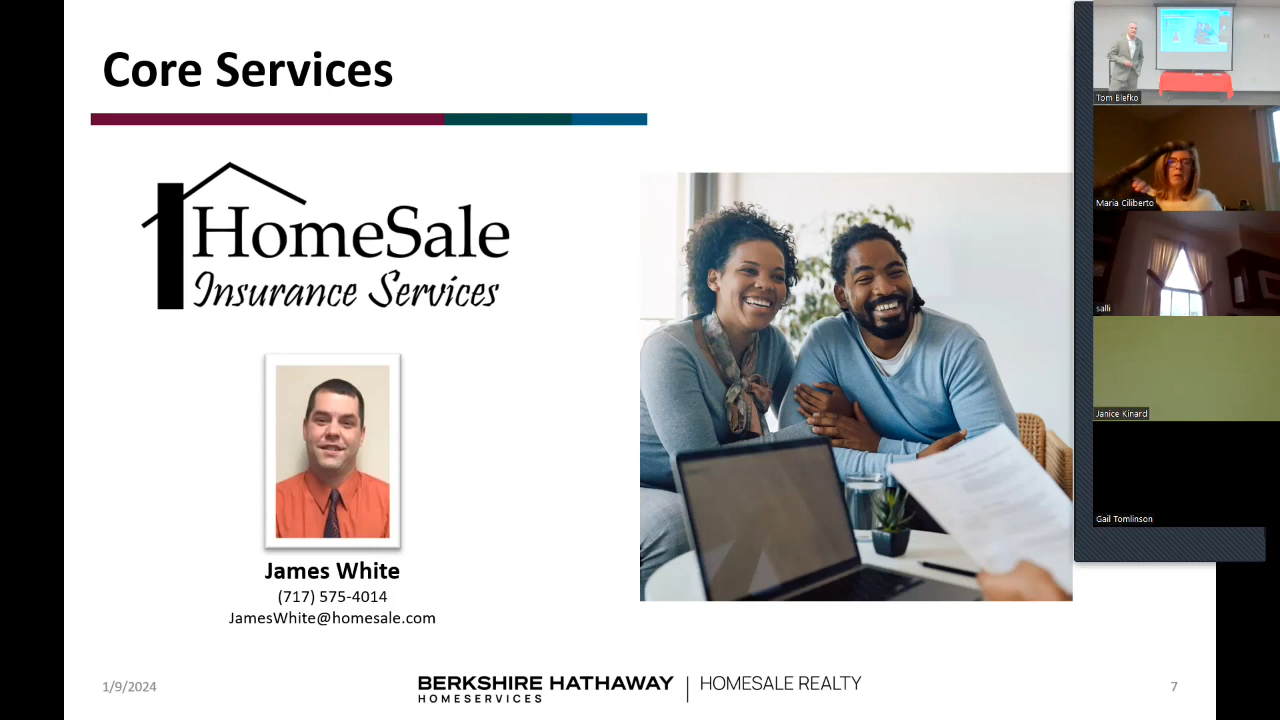 Core Services
HomeSale
Insurance Services
James White
(717) 575-4014
JamesWhite@homesale.com
1/9/2024
BERKSHIRE HATHAWAY
HOMESERVICES
HOMESALE REALTY
7
Tom Blefko
Maria Ciliberto
salli
Janice Kinard
Gail Tomlinson